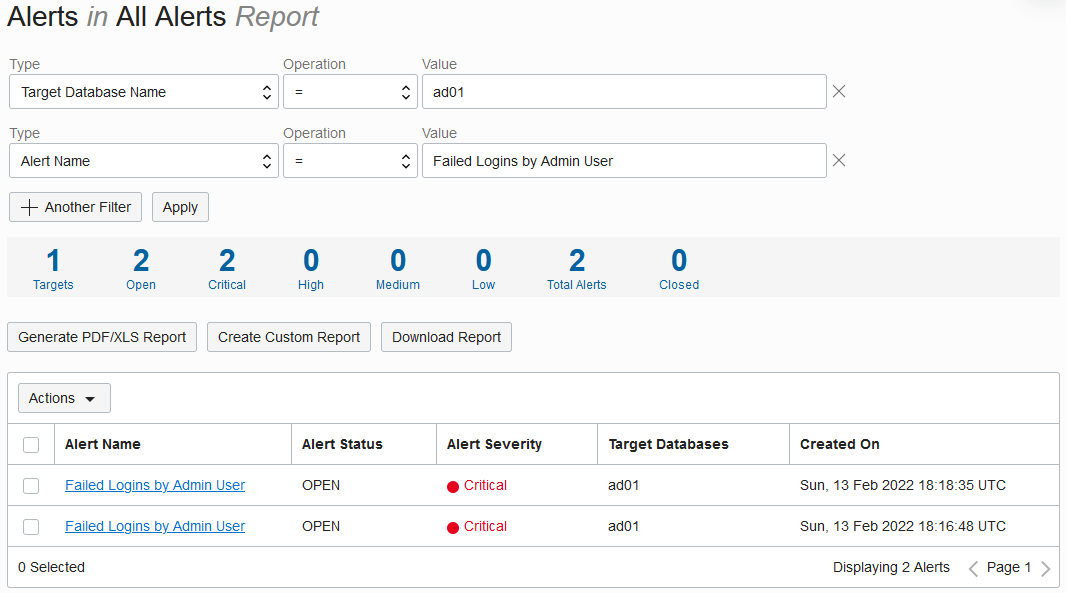 Alerts in All Alerts Report
Type Operation Value
Target Database Name = ad01
Type Operation Value
Alert Name = Failed Logins by Admin User
Another Filter Apply
1 2 2 0 0 0 2 0
Targets Open Critical High Medium Low Total Alerts Closed
Generate PDF/XLS Report Create Custom Report Download Report
Actions
Alert Name Alert Status Alert Severity Target Databases Created On
Failed Logins by Admin User OPEN Critical ad01 Sun, 13 Feb 2022 18:18:35 UTC
Failed Logins by Admin User OPEN Critical ad01 Sun, 13 Feb 2022 18:16:48 UTC
0 Selected Displaying 2 Alerts Page 1